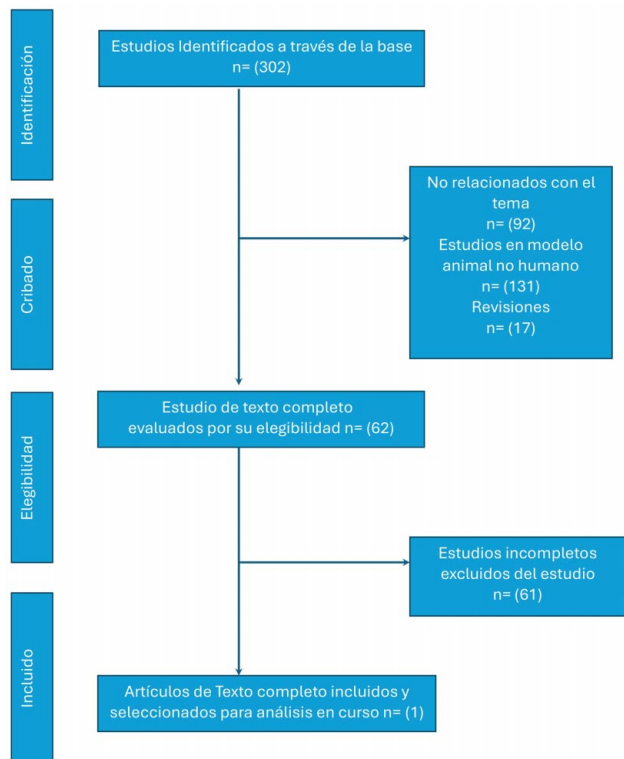 Identificación
Estudios Identificados a través de la base
n= (302)
No relacionados con el
tema
n= (92)
Estudios en modelo
animal no humano
n= (131)
Revisiones
n= (17)
Cribado
Estudio de texto completo
evaluados por su elegibilidad n= (62)
Elegibilidad
Estudios incompletos
excluidos del estudio
n= (61)
Incluido
Artículos de Texto completo incluidos y
seleccionados para análisis en curso n= (1)